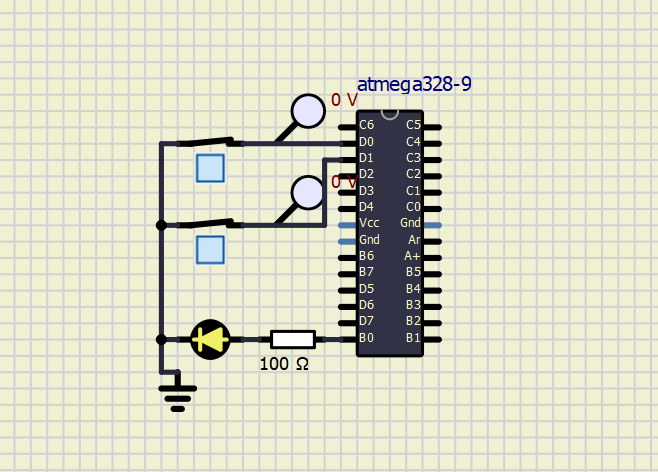 atmega328-9
0 V
C6 C5
D0 C4
D1 C3
D2 C2
0 V
D3 C1
D4 C0
Vcc Gnd
Gnd Ar
B6 A+
B7 B5
D5 B4
D6 B3
D7 B2
B0 B1
100 Ω